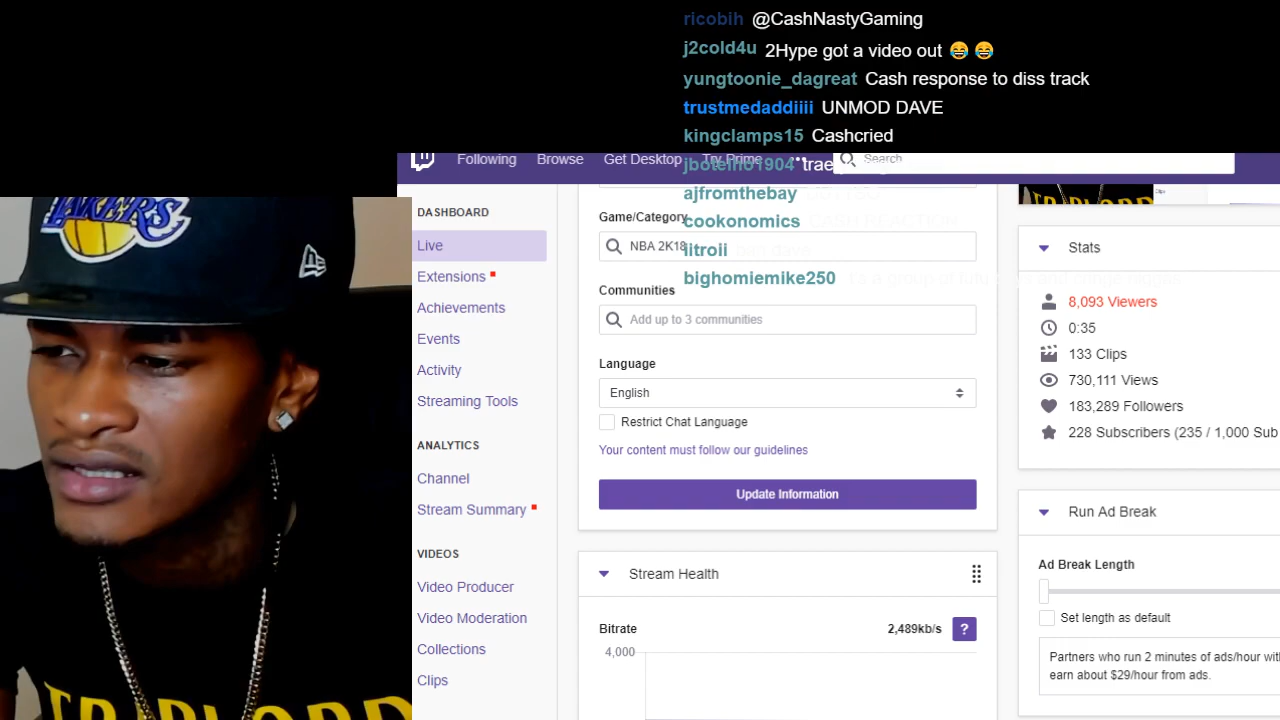 ricobih @CashNastyGaming
j2cold4u 2Hype got a video out 😂 😂
yungtoonie_dagreat Cash response to diss track
trustmedaddiiii UNMOD DAVE
kingclamps15 Cashcried
jbotelho1904 trae
ajfromthebay
cookonomics CASH REACTION
litroii
bighomiemike250
Following Browse Get Desktop Try Prime ••• Search
LAKERS
DASHBOARD
Live
Extensions
Achievements
Events
Activity
Streaming Tools
ANALYTICS
Channel
Stream Summary
VIDEOS
Video Producer
Video Moderation
Collections
Clips
Game/Category
NBA 2K18
Communities
Add up to 3 communities
Language
English
Restrict Chat Language
Your content must follow our guidelines
Update Information
Stream Health
Bitrate 2,489kb/s ?
4,000
Stats
8,093 Viewers
0:35
133 Clips
730,111 Views
183,289 Followers
228 Subscribers (235 / 1,000 Sub
Run Ad Break
Ad Break Length
Set length as default
Partners who run 2 minutes of ads/hour wit
earn about $29/hour from ads.